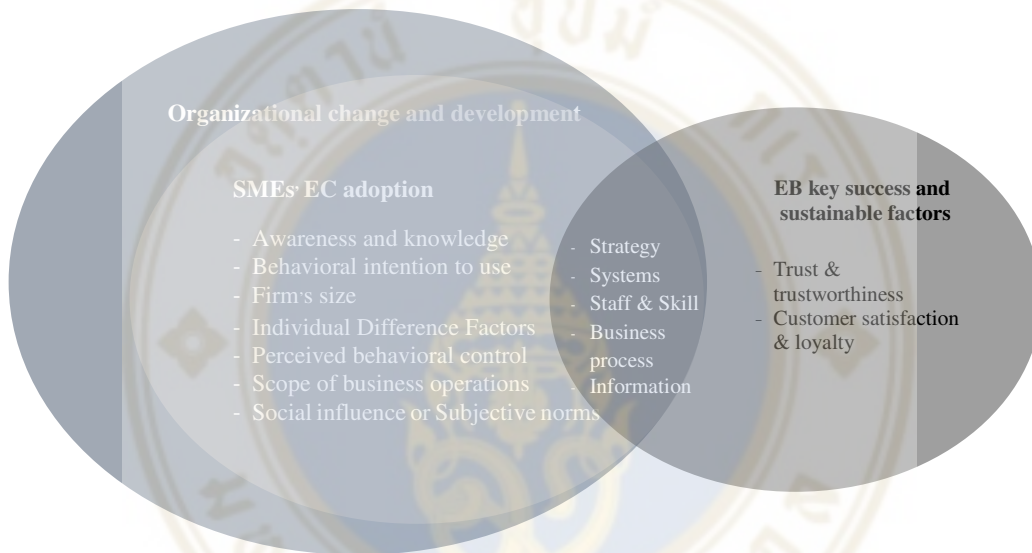 Organizational change and development
SMEs' EC adoption
- Awareness and knowledge
- Behavioral intention to use
- Firm's size
- Individual Difference Factors
- Perceived behavioral control
- Scope of business operations
- Social influence or Subjective norms
- Strategy
- Systems
- Staff & Skill
- Business
process
- Information
EB key success and
sustainable factors
- Trust &
trustworthiness
- Customer satisfaction
& loyalty